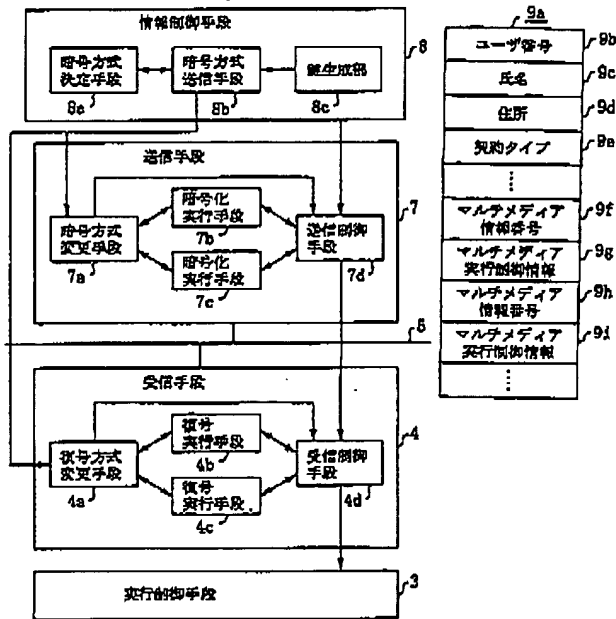 情報制御手段
8
暗号方式
決定手段
8a
暗号方式
送信手段
8b
鍵生成部
8c
送信手段
7
暗号方式
変更手段
7a
暗号化
実行手段
7b
暗号化
実行手段
7c
送信制御
手段
7d
6
受信手段
4
復号方式
変更手段
4a
復号
実行手段
4b
復号
実行手段
4c
受信制御
手段
4d
実行制御手段
3
9a
ユーザ番号
9b
氏名
9c
住所
9d
契約タイプ
9e
マルチメディア
情報番号
9f
マルチメディア
実行制御情報
9g
マルチメディア
情報番号
9h
マルチメディア
実行制御情報
9i